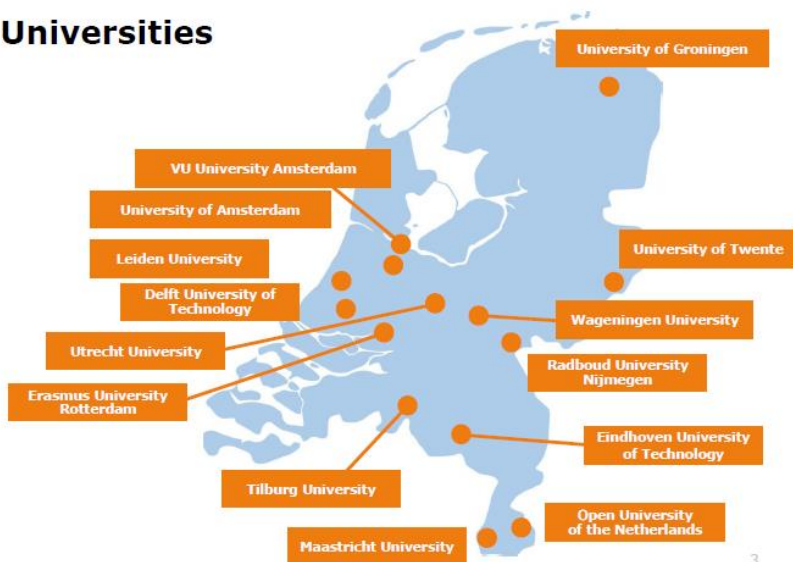 Universities
University of Groningen
VU University Amsterdam
University of Amsterdam
Leiden University
University of Twente
Delft University of
Technology
Wageningen University
Utrecht University
Radboud University
Nijmegen
Erasmus University
Rotterdam
Eindhoven University
of Technology
Tilburg University
Open University
of the Netherlands
Maastricht University
3